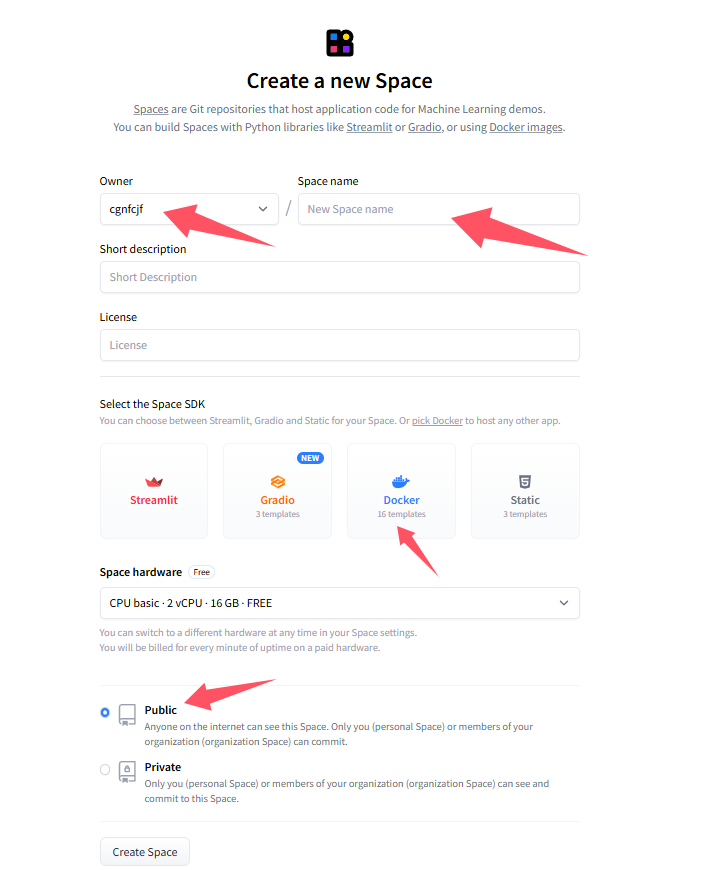 Create a new Space
Spaces are Git repositories that host application code for Machine Learning demos.
You can build Spaces with Python libraries like Streamlit or Gradio, or using Docker images.
Owner
Space name
cgnfcjf
/
New Space name
Short description
Short Description
License
License
Select the Space SDK
You can choose between Streamlit, Gradio and Static for your Space. Or pick Docker to host any other app.
Streamlit
NEW
Gradio
3 templates
Docker
16 templates
Static
3 templates
Space hardware Free
CPU basic · 2 vCPU · 16 GB · FREE
You can switch to a different hardware at any time in your Space settings.
You will be billed for every minute of uptime on a paid hardware.
Public
Anyone on the internet can see this Space. Only you (personal Space) or members of your
organization (organization Space) can commit.
Private
Only you (personal Space) or members of your organization (organization Space) can see and
commit to this Space.
Create Space